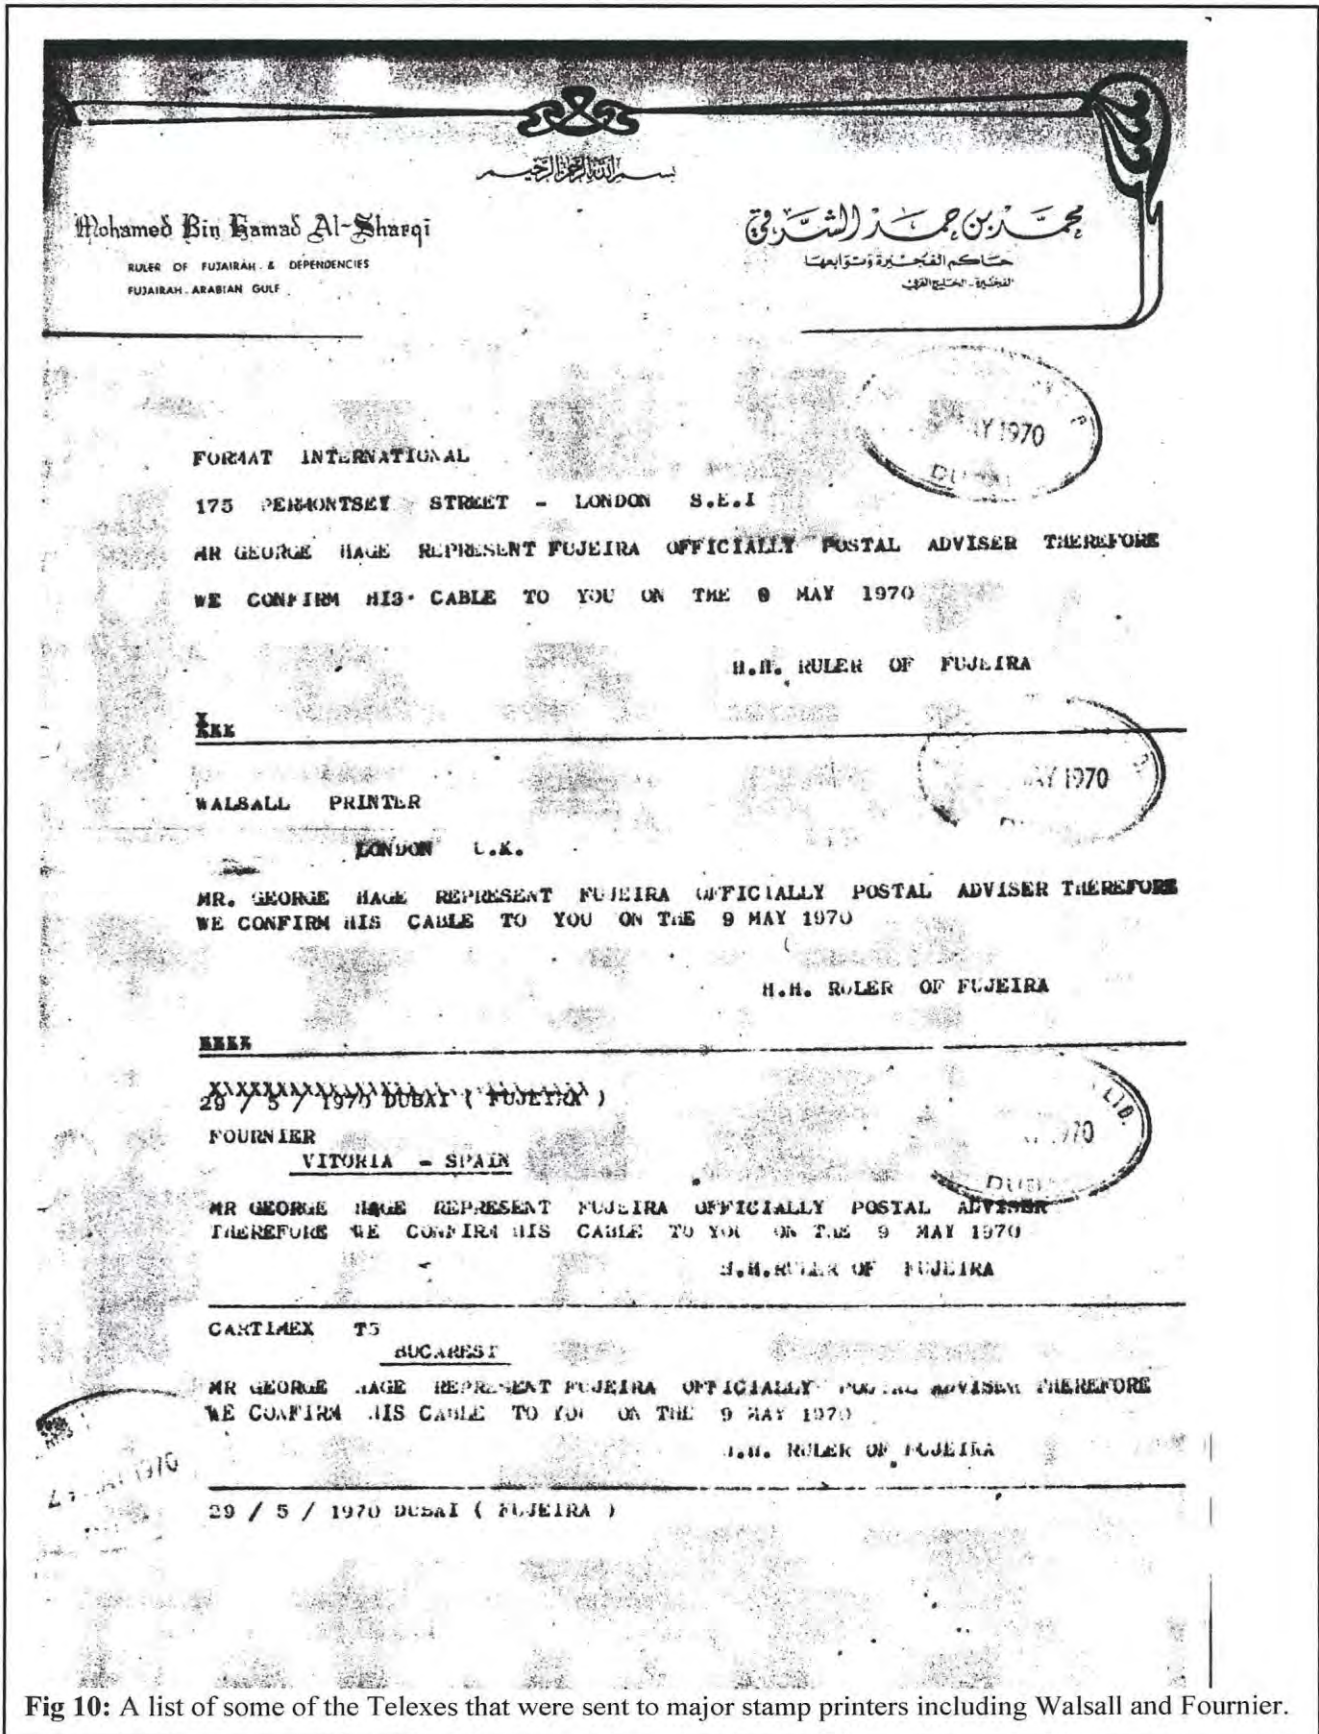 بسم الله الرحمن الرحيم
Mohamed Bin Hamad Al-Sharqi
محمد بن حمد الشرقي
RULER OF FUJAIRAH & DEPENDENCIES
حاكم الفجيرة وتوابعها
FUJAIRAH - ARABIAN GULF
الفجيرة - الخليج العربي
1970
FORMAT INTERNATIONAL
175 PERMONTSEY STREET - LONDON S.E.I
MR GEORGE HAGE REPRESENT FUJEIRA OFFICIALLY POSTAL ADVISER THEREFORE
WE CONFIRM HIS CABLE TO YOU ON THE 9 MAY 1970
H.H. RULER OF FUJEIRA
1970
WALSALL PRINTER
LONDON U.K.
MR. GEORGE HAGE REPRESENT FUJEIRA OFFICIALLY POSTAL ADVISER THEREFORE
WE CONFIRM HIS CABLE TO YOU ON THE 9 MAY 1970
H.H. RULER OF FUJEIRA
29 / 5 / 1970 DUBAI ( FUJEIRA )
LTD.
FOURNIER
VITORIA - SPAIN
MR GEORGE HAGE REPRESENT FUJEIRA OFFICIALLY POSTAL ADVISER
THEREFORE WE CONFIRM HIS CABLE TO YOU ON THE 9 MAY 1970
H.H.RULER OF FUJEIRA
CARTIMEX T5
BUCAREST
MR GEORGE HAGE REPRESENT FUJEIRA OFFICIALLY POSTAL ADVISER THEREFORE
WE CONFIRM HIS CABLE TO YOU ON THE 9 MAY 1970
H.H. RULER OF FUJEIRA
29 / 5 / 1970 DUBAI ( FUJEIRA )
Fig 10: A list of some of the Telexes that were sent to major stamp printers including Walsall and Fournier.